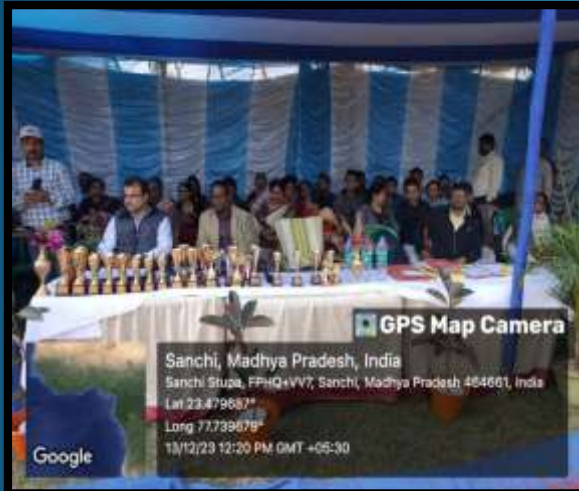 GPS Map Camera
Sanchi, Madhya Pradesh, India
Sanchi Stupa, FPHQ+VV7, Sanchi, Madhya Pradesh 464661, India
Lat 23.479687°
Long 77.739679°
13/12/23 12:20 PM GMT +05:30
Google